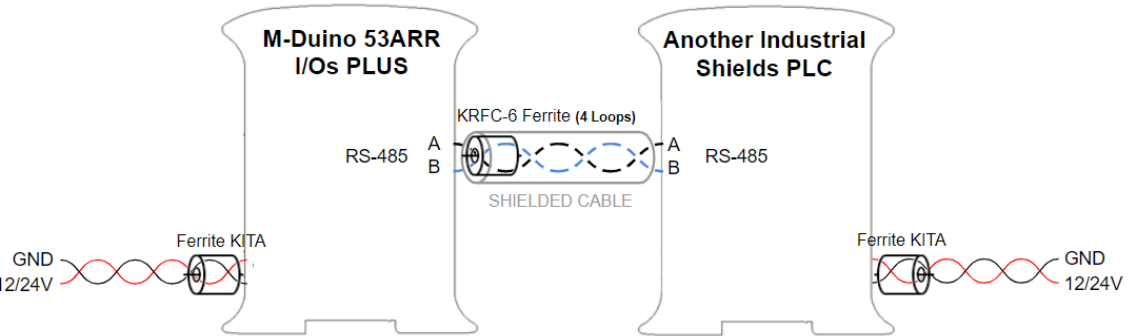 M-Duino 53ARR
I/Os PLUS
Another Industrial
Shields PLC
KRFC-6 Ferrite (4 Loops)
RS-485
A
B
A
B
RS-485
SHIELDED CABLE
Ferrite KITA
GND
12/24V
Ferrite KITA
GND
12/24V